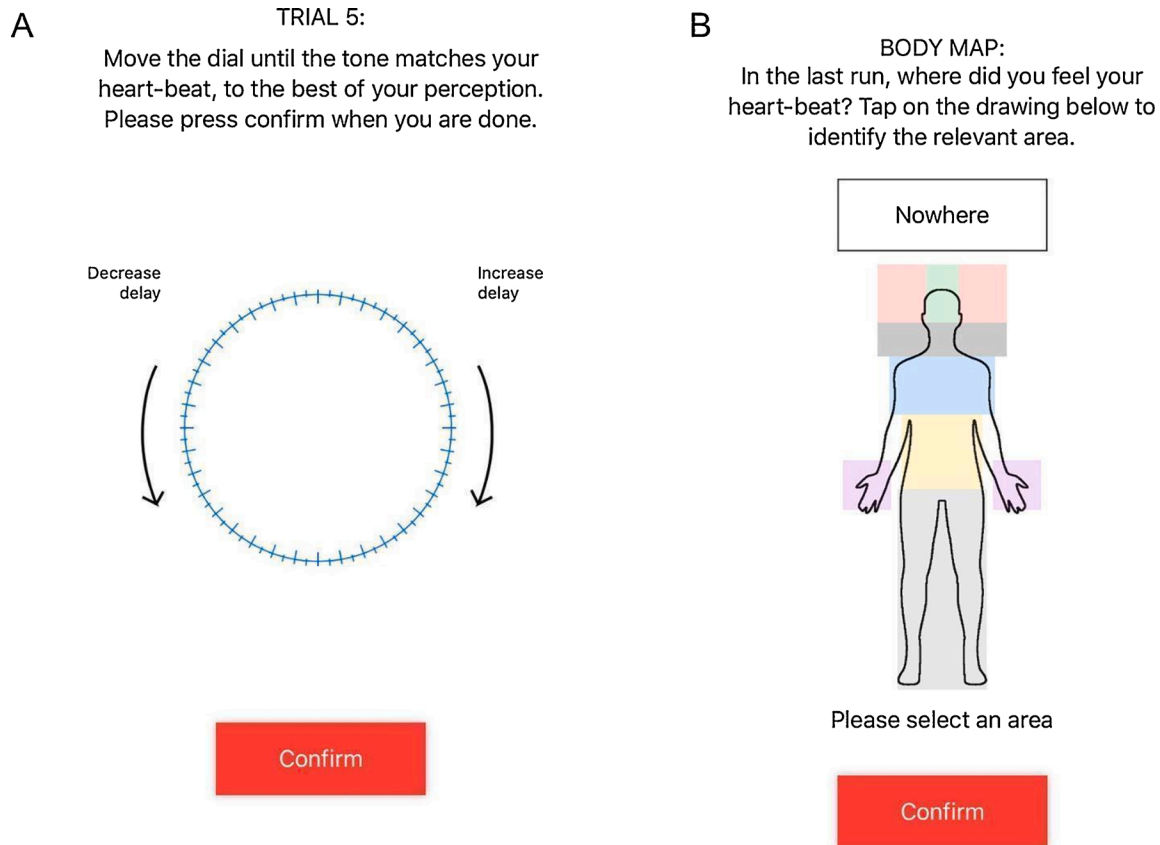 A
TRIAL 5:
Move the dial until the tone matches your
heart-beat, to the best of your perception.
Please press confirm when you are done.
Decrease
delay
Increase
delay
Confirm
B
BODY MAP:
In the last run, where did you feel your
heart-beat? Tap on the drawing below to
identify the relevant area.
Nowhere
Please select an area
Confirm